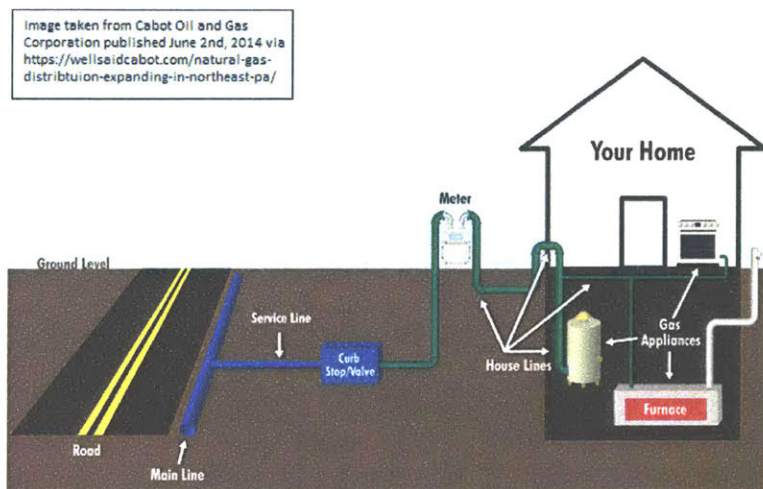 Image taken from Cabot Oil and Gas
Corporation published June 2nd, 2014 via
https://wellsaidcabot.com/natural-gas-
distribtuion-expanding-in-northeast-pa/
Your Home
Meter
Ground Level
Service Line
Curb
Stop/Valve
House Lines
Gas
Appliances
Furnace
Road
Main Line